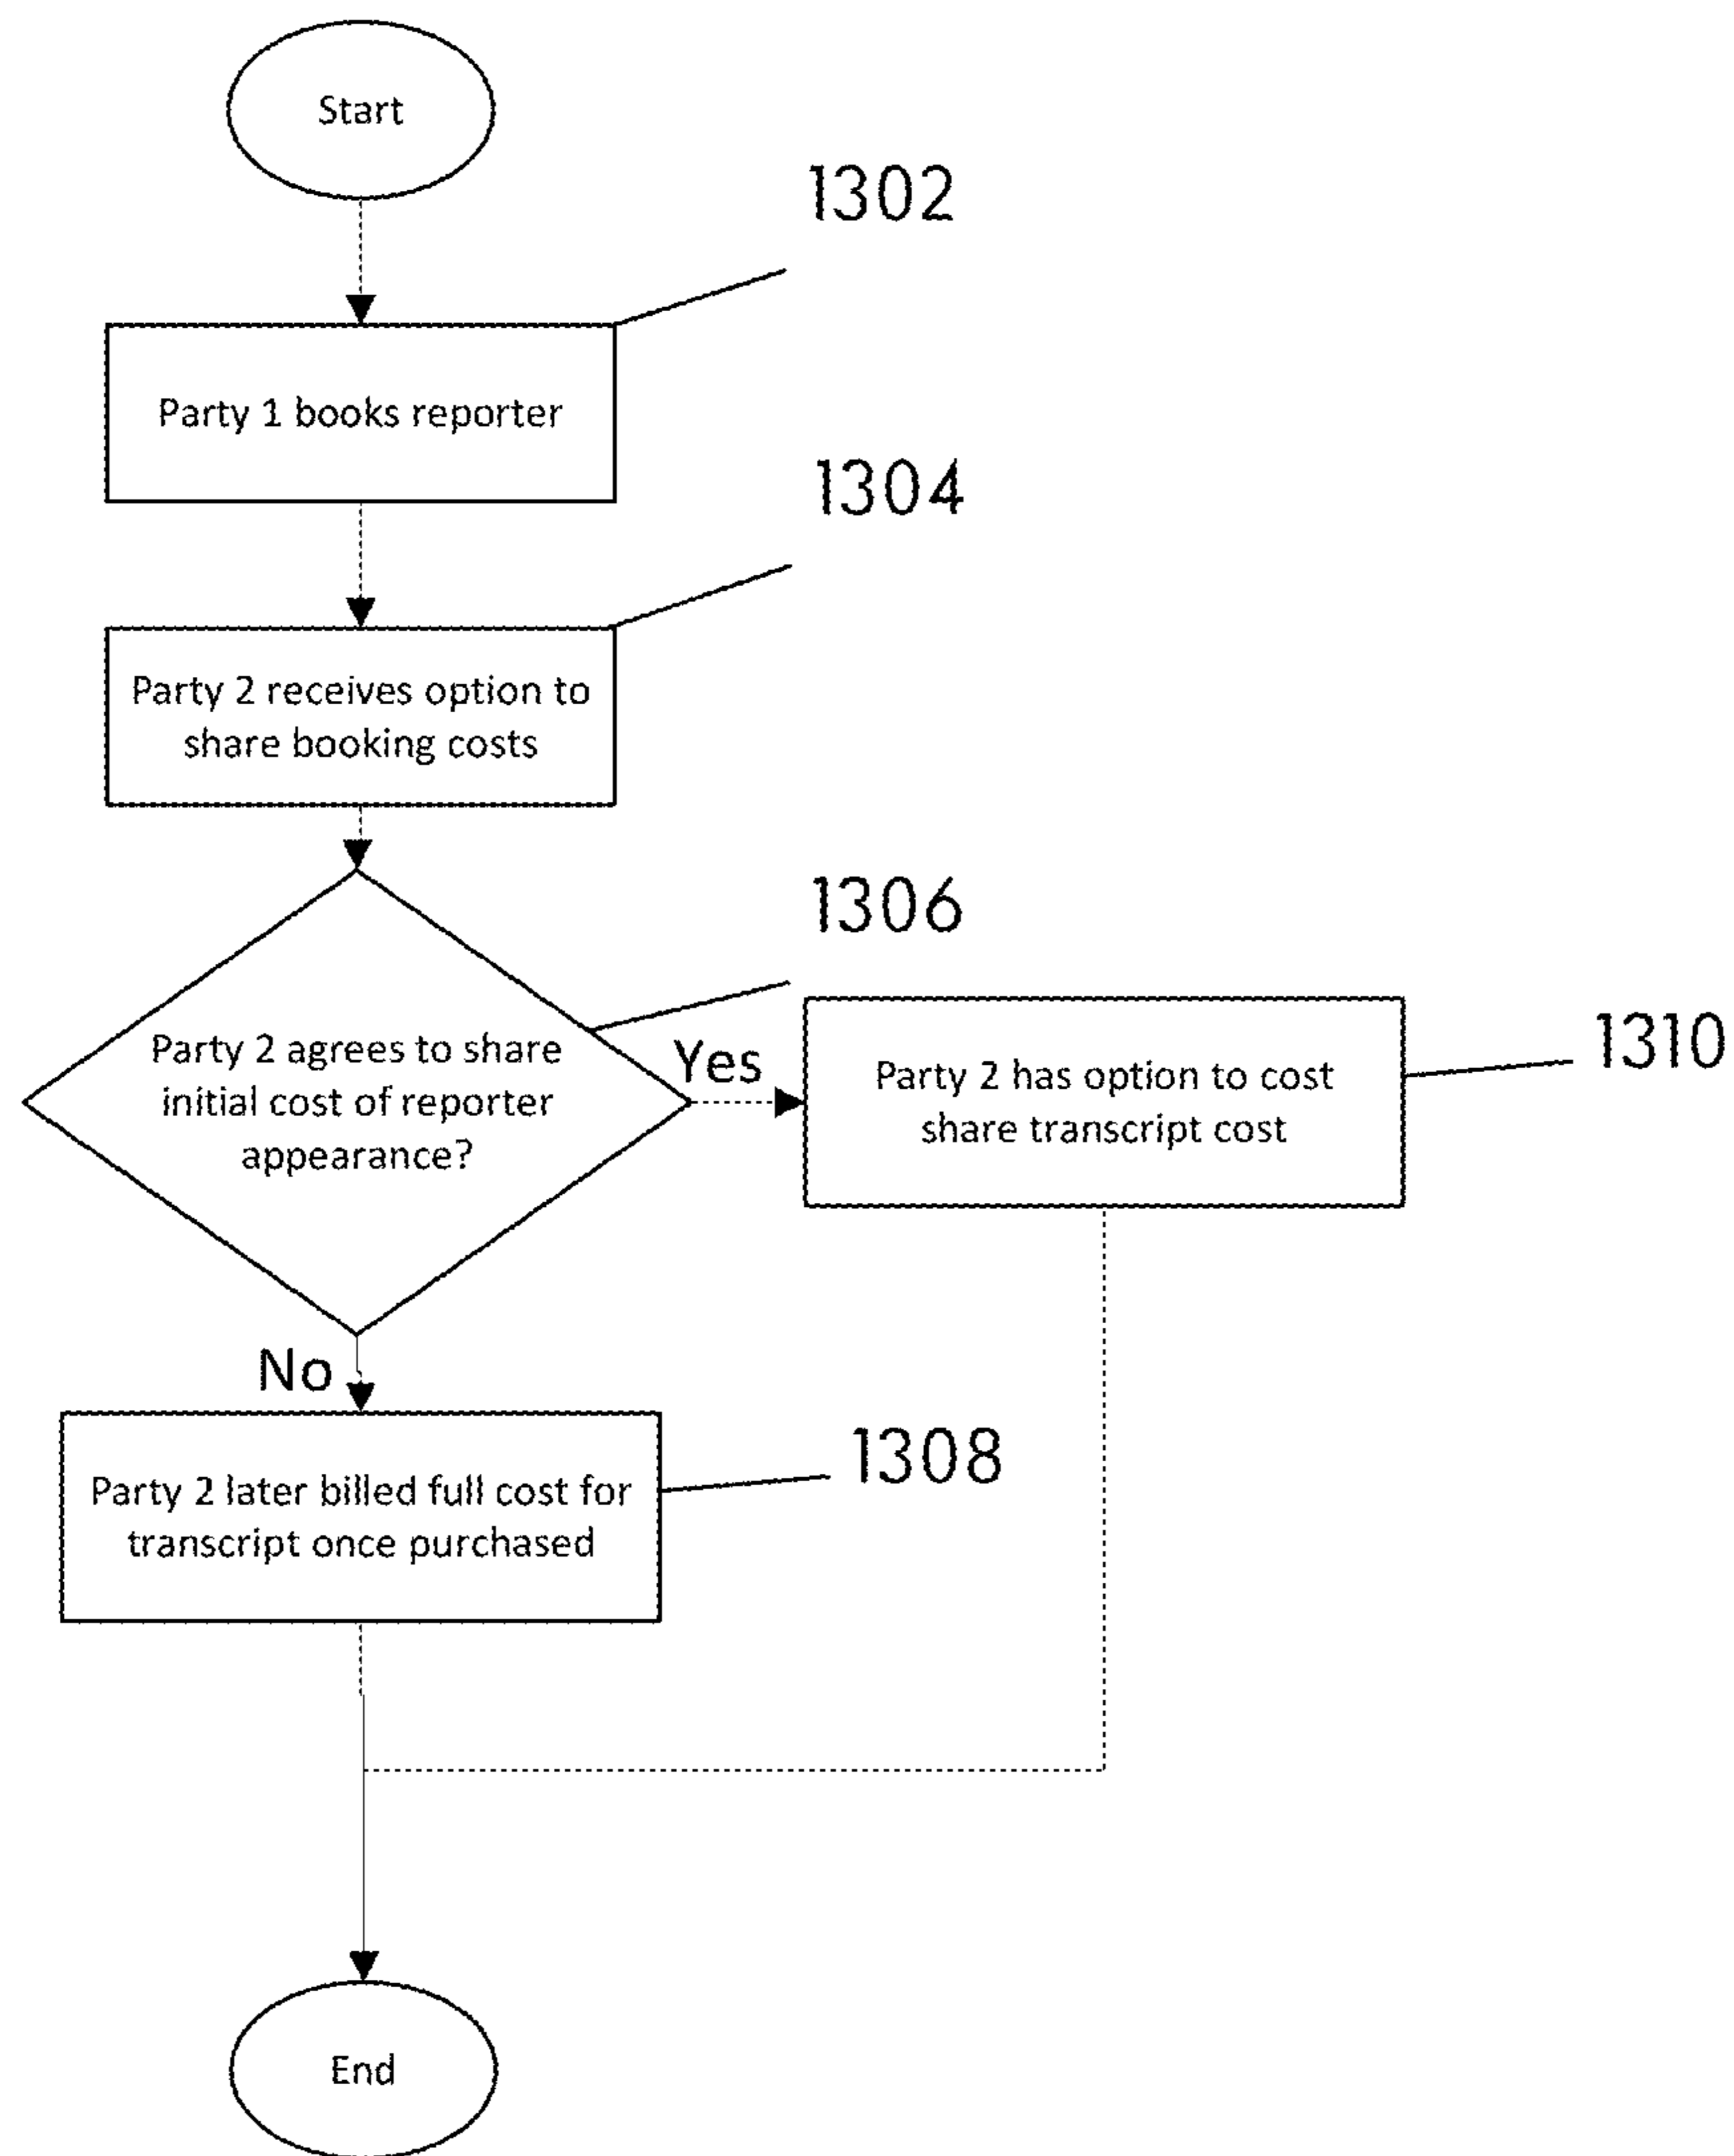 Start
1302
Party 1 books reporter
1304
Party 2 receives option to
share booking costs
1306
Party 2 agrees to share
initial cost of reporter
appearance?
Yes
Party 2 has option to cost
share transcript cost
1310
No
1308
Party 2 later billed full cost for
transcript once purchased
End